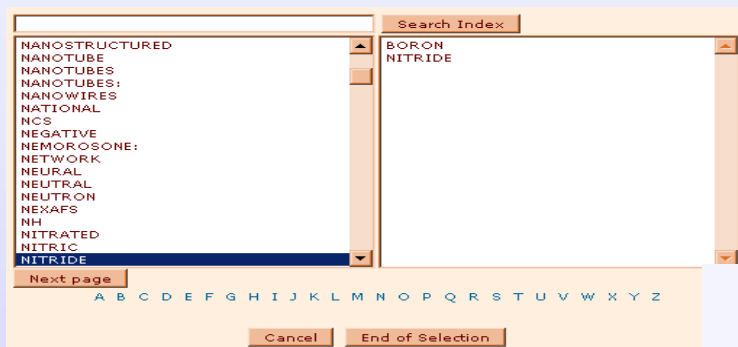 Search Index
NANOSTRUCTURED
NANOTUBE
NANOTUBES
NANOTUBES:
NANOWIRES
NATIONAL
NCS
NEGATIVE
NEMOROSONE:
NETWORK
NEURAL
NEUTRAL
NEUTRON
NEXAFS
NH
NITRATED
NITRIC
NITRIDE
BORON
NITRIDE
Next page
A B C D E F G H I J K L M N O P Q R S T U V W X Y Z
Cancel End of Selection